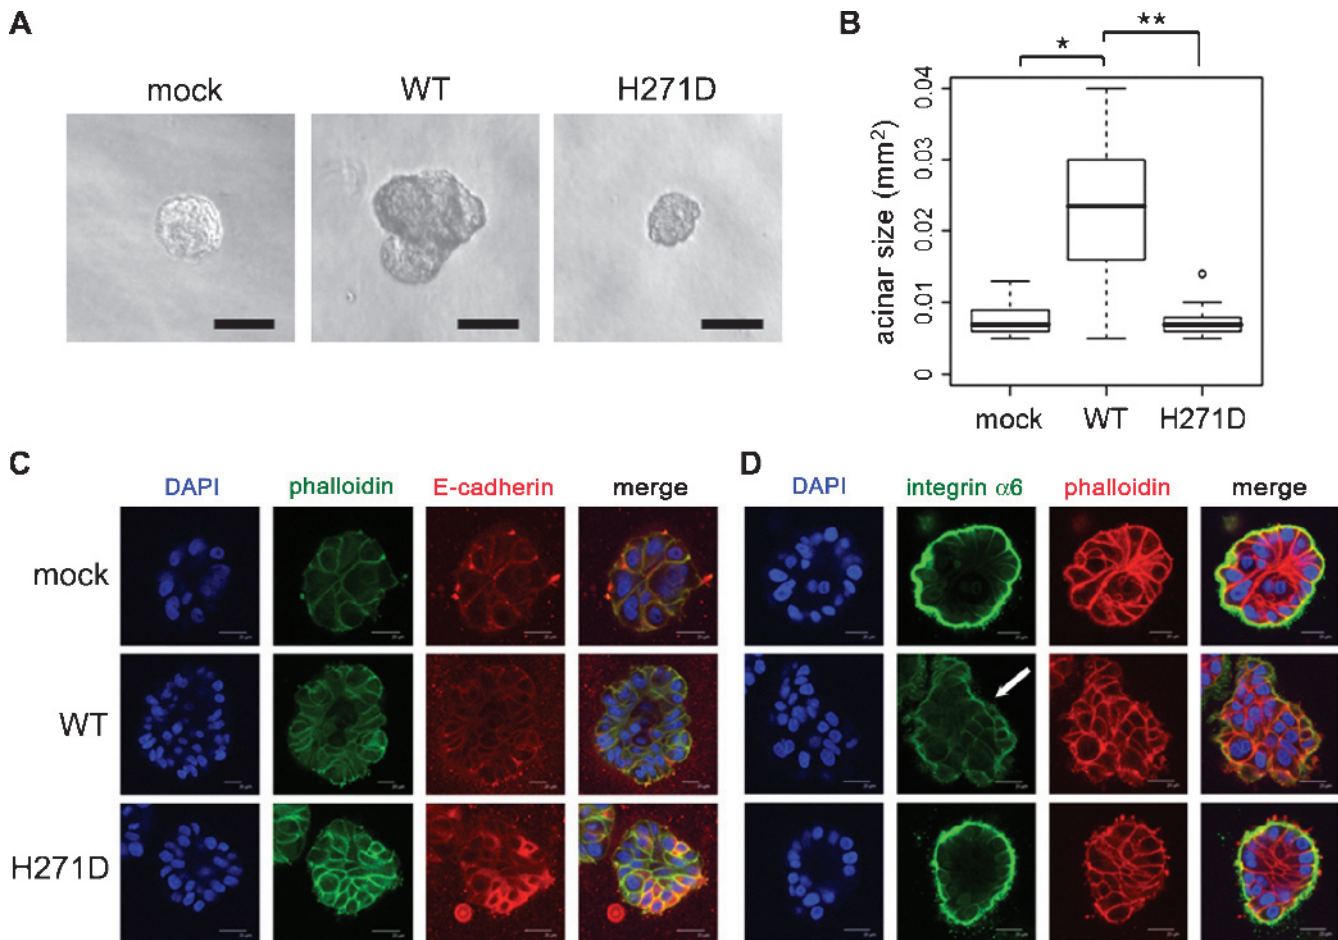 A
mock
WT
H271D
B
*
**
acinar size (mm²)
0
0.01
0.02
0.03
0.04
mock
WT
H271D
C
DAPI
phalloidin
E-cadherin
merge
mock
WT
H271D
D
DAPI
integrin α6
phalloidin
merge